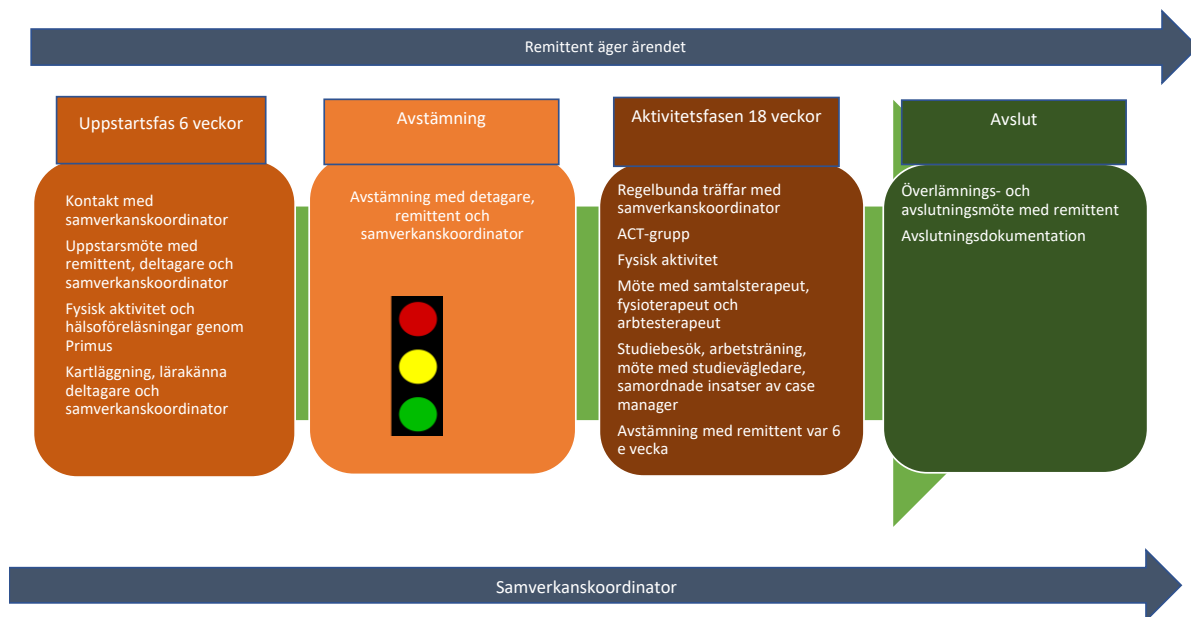 Remittent äger ärendet
Uppstartsfas 6 veckor
Kontakt med
samverkanskoordinator
Uppstarsmöte med
remittent, deltagare och
samverkanskoordinator
Fysisk aktivitet och
hälsoföreläsningar genom
Primus
Kartläggning, lärakänna
deltagare och
samverkanskoordinator
Avstämning
Avstämning med detagare,
remittent och
samverkanskoordinator
Aktivitetsfasen 18 veckor
Regelbunda träffar med
samverkanskoordinator
ACT-grupp
Fysisk aktivitet
Möte med samtalsterapeut,
fysioterapeut och
arbtesterapeut
Studiebesök, arbetsträning,
möte med studievägledare,
samordnade insatser av case
manager
Avstämning med remittent var 6
e vecka
Avslut
Överlämnings- och
avslutningsmöte med remittent
Avslutningsdokumentation
Samverkanskoordinator